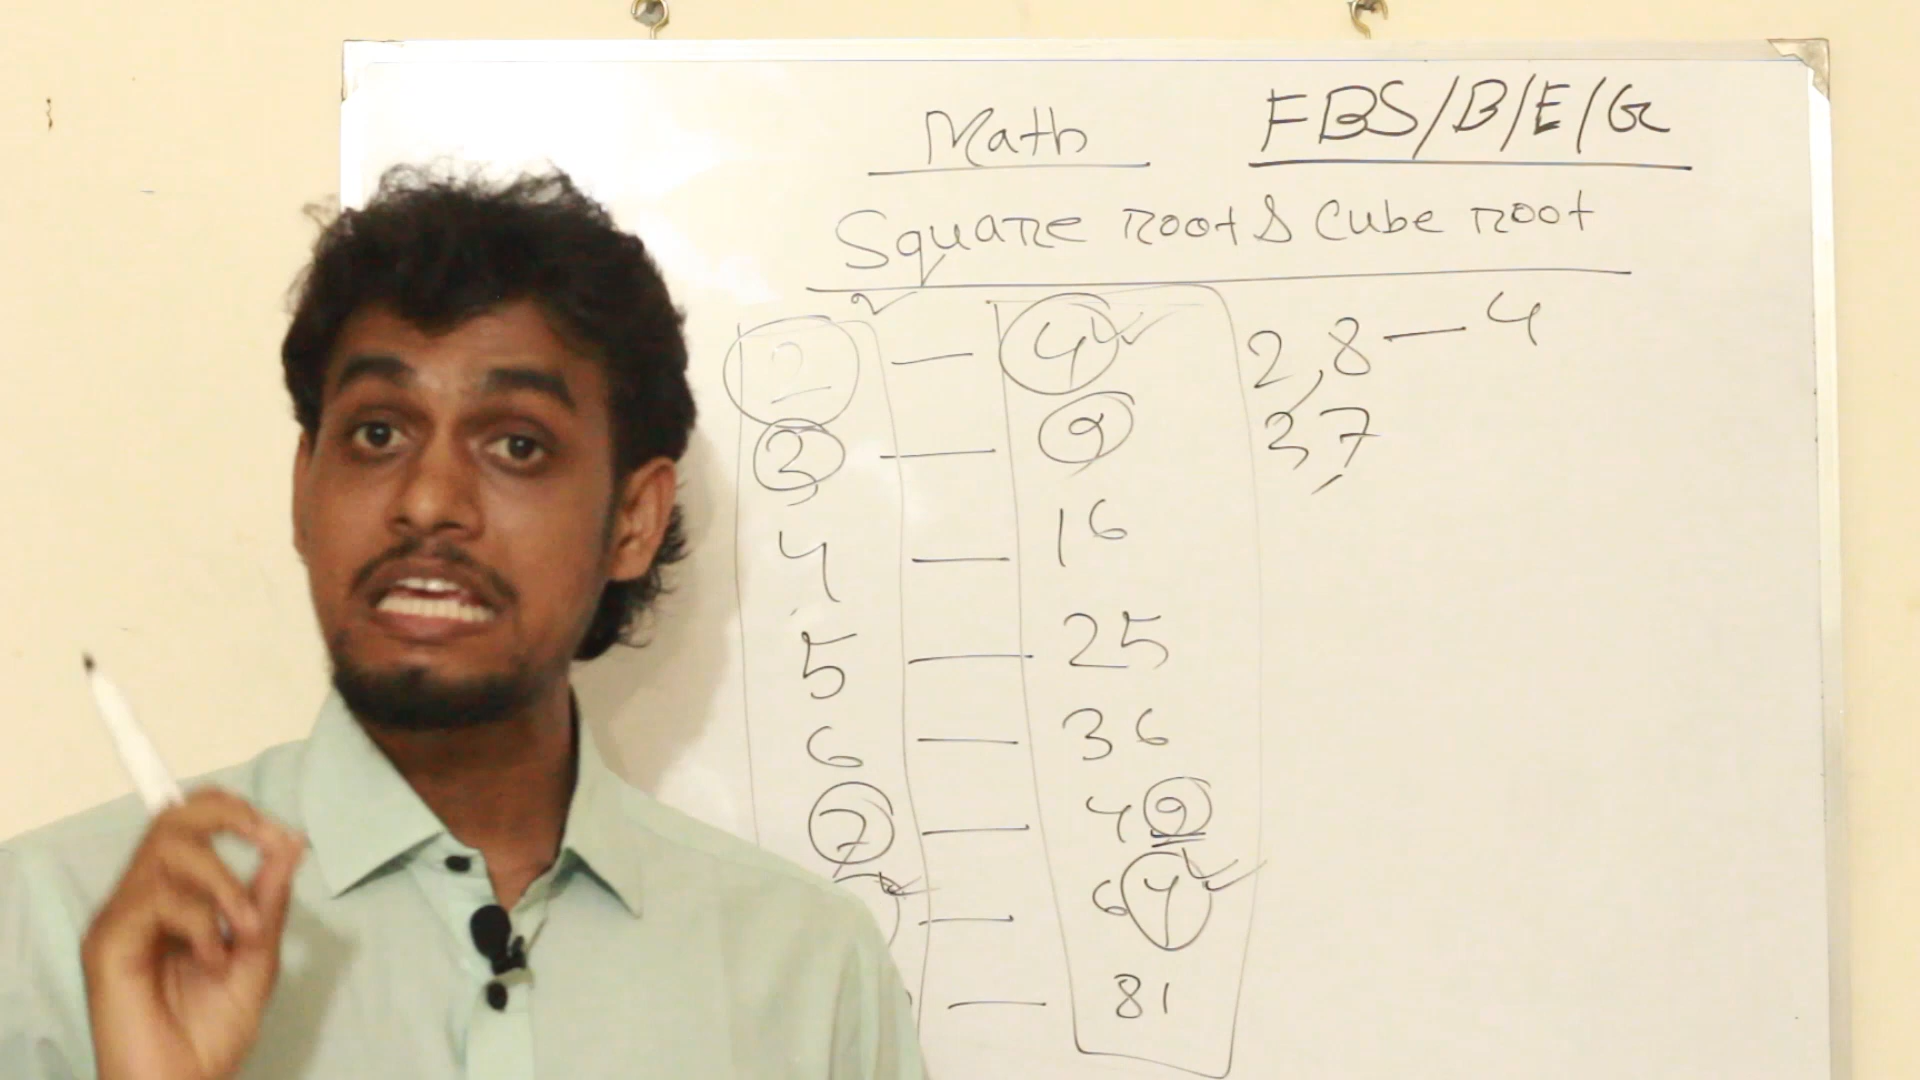 Math FBS/B/E/G
Square root & Cube root
2 — 4 2,8 — 4
3 — 9 3,7
4 — 16
5 — 25
6 — 36
7 — 49
— 64
— 81